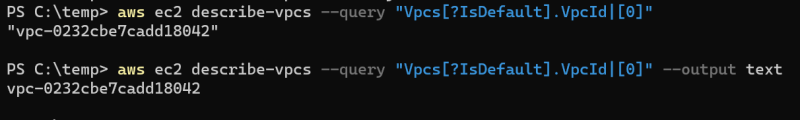 PS C:\temp> aws ec2 describe-vpcs --query "Vpcs[?IsDefault].VpcId|[0]"
"vpc-0232cbe7cadd18042"
PS C:\temp> aws ec2 describe-vpcs --query "Vpcs[?IsDefault].VpcId|[0]" --output text
vpc-0232cbe7cadd18042